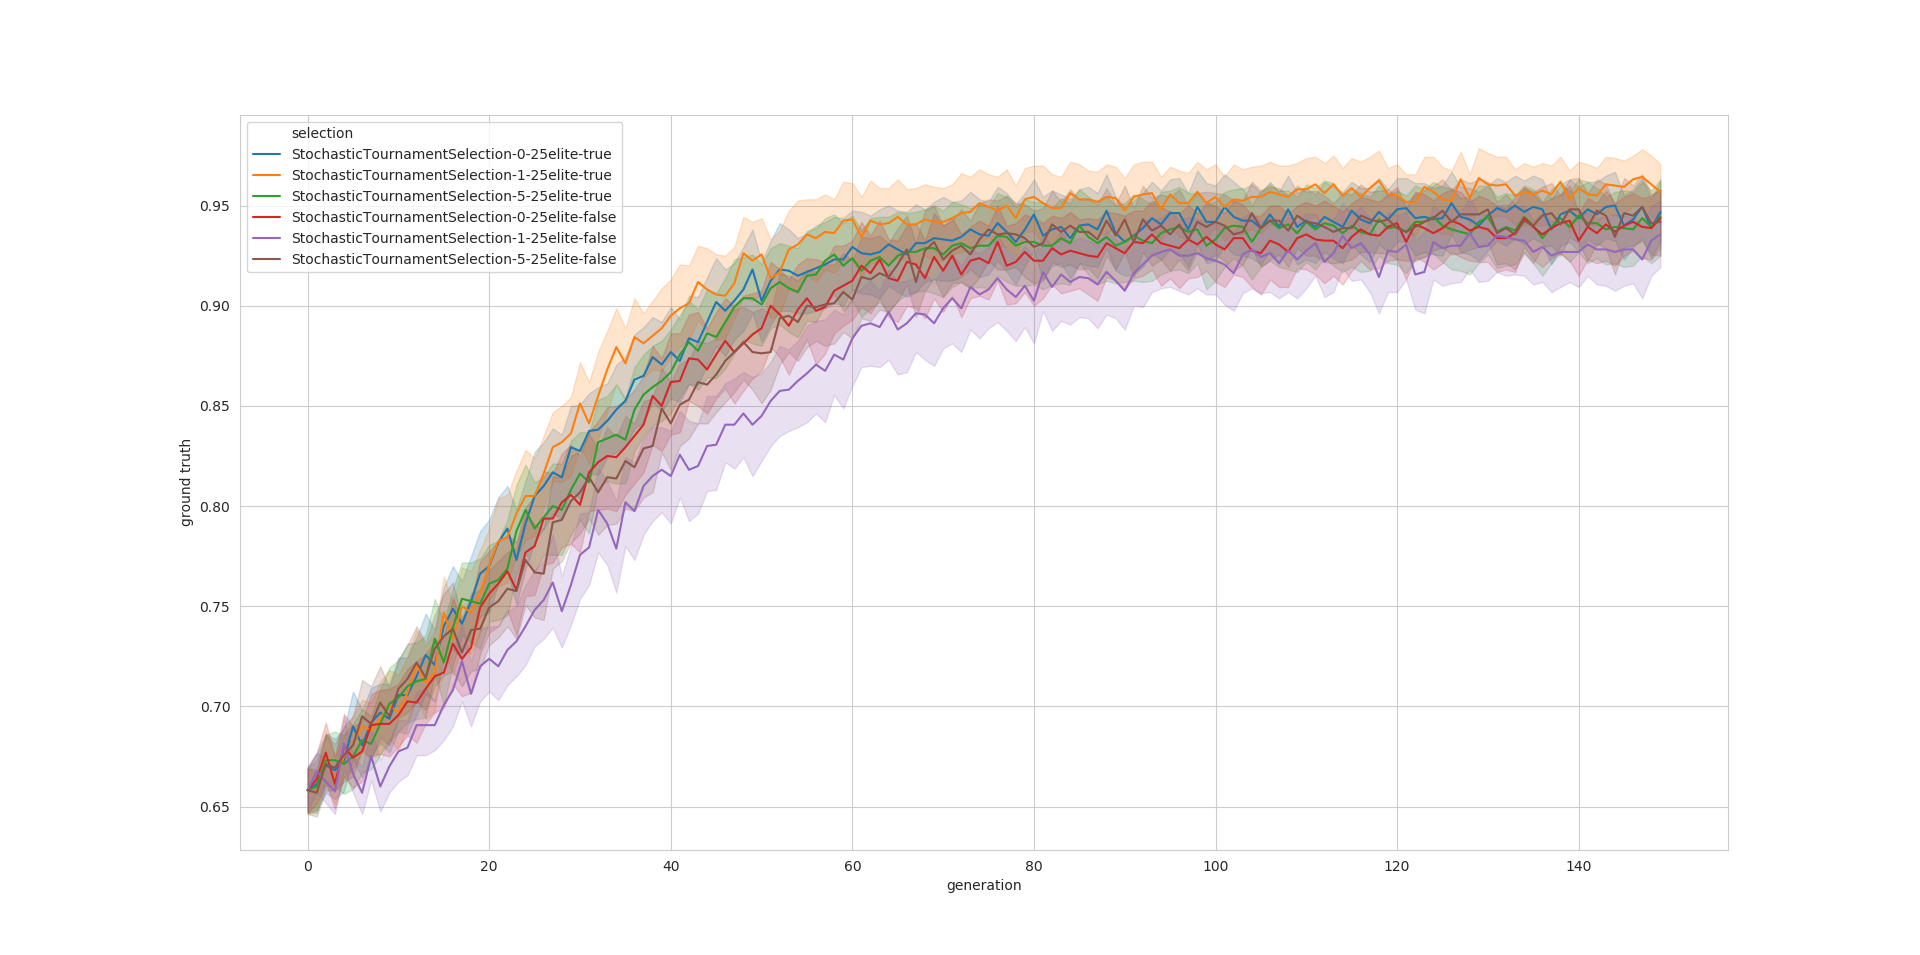 selection
StochasticTournamentSelection-0-25elite-true
StochasticTournamentSelection-1-25elite-true
StochasticTournamentSelection-5-25elite-true
StochasticTournamentSelection-0-25elite-false
StochasticTournamentSelection-1-25elite-false
StochasticTournamentSelection-5-25elite-false
0.95
0.90
0.85
0.80
0.75
0.70
0.65
ground truth
0 20 40 60 80 100 120 140
generation